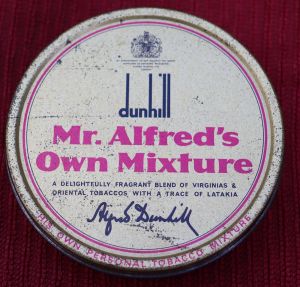 dunhill
Mr. Alfred's
Own Mixture
A DELIGHTFULLY FRAGRANT BLEND OF VIRGINIAS &
ORIENTAL TOBACCOS WITH A TRACE OF LATAKIA
Alfred Dunhill
HIS OWN PERSONAL TOBACCO MIXTURE